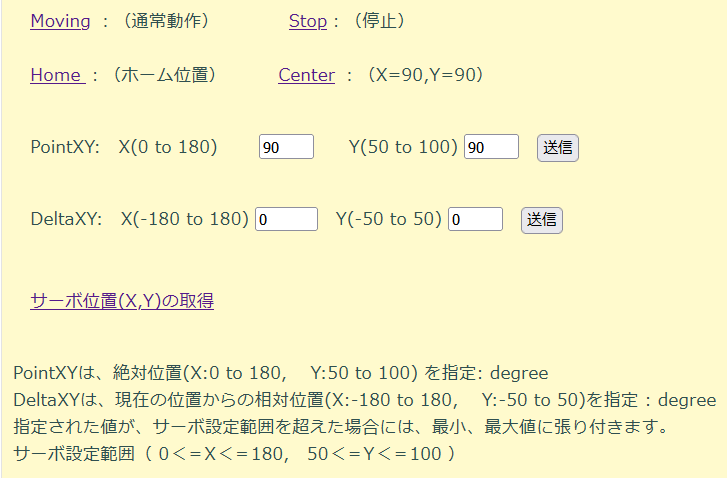 Moving ：（通常動作） Stop：（停止）
Home ：（ホーム位置） Center ：（X=90,Y=90）
PointXY: X(0 to 180) 90 Y(50 to 100) 90 送信
DeltaXY: X(-180 to 180) 0 Y(-50 to 50) 0 送信
サーボ位置(X,Y)の取得
PointXYは、絶対位置(X:0 to 180,　Y:50 to 100) を指定: degree
DeltaXYは、現在の位置からの相対位置(X:-180 to 180,　Y:-50 to 50)を指定 : degree
指定された値が、サーボ設定範囲を超えた場合には、最小、最大値に張り付きます。
サーボ設定範囲（ 0＜＝X＜＝180,　50＜＝Y＜＝100 ）